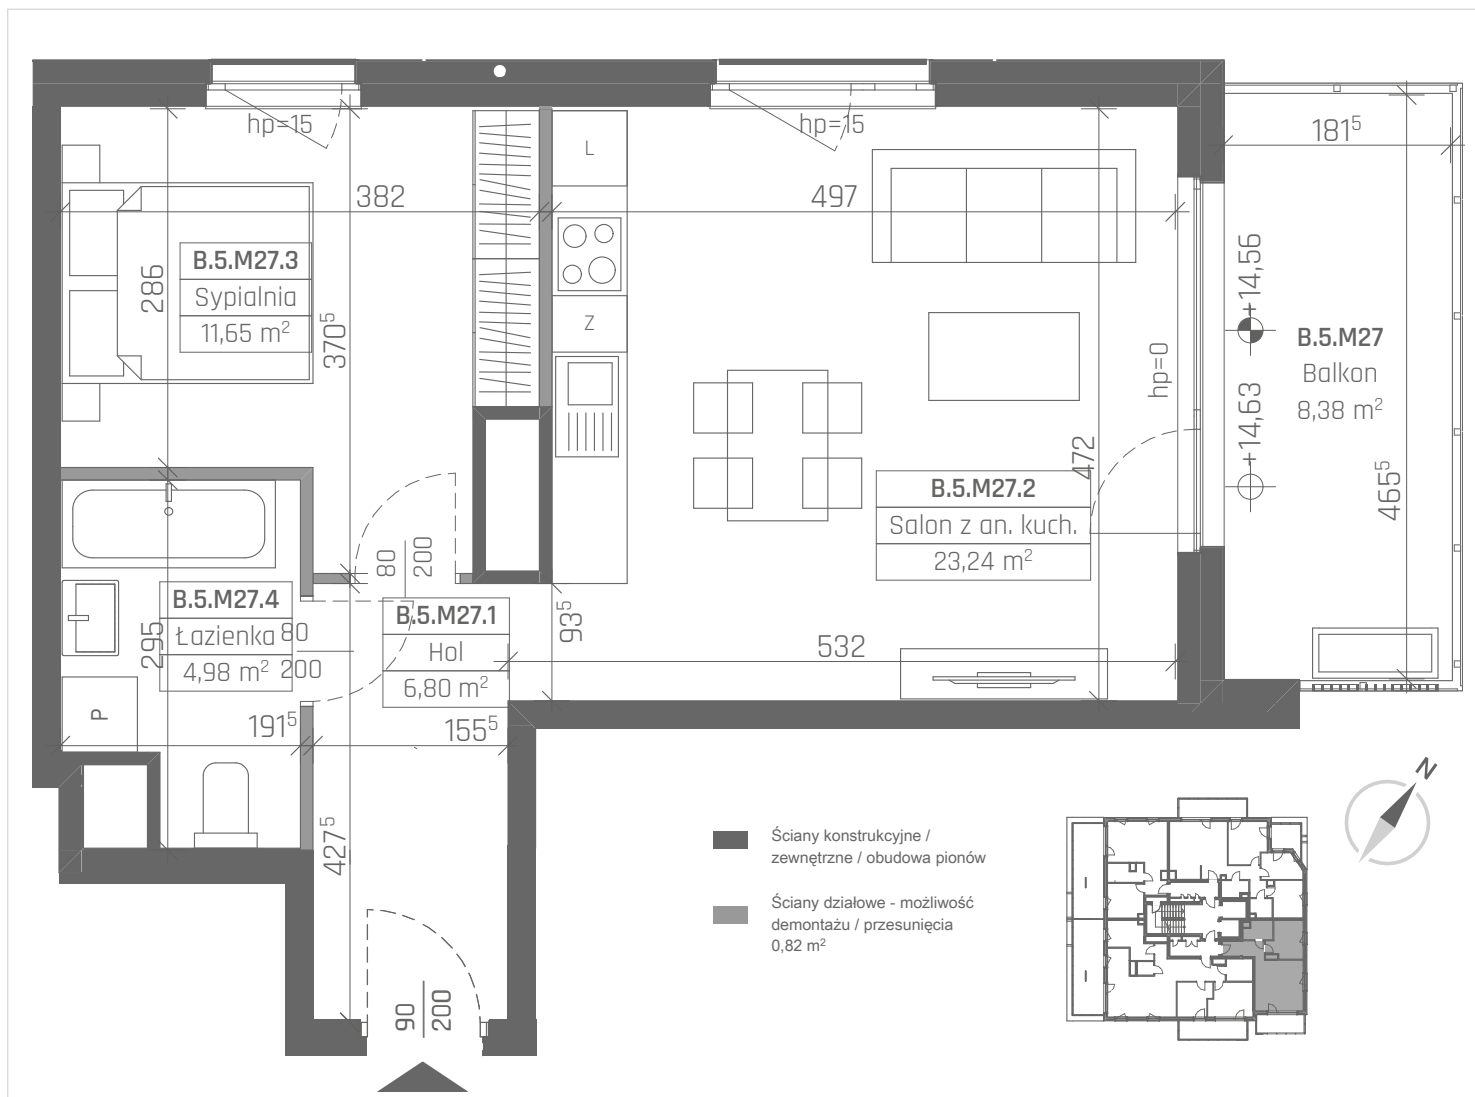 hp=15
hp=15
181⁵
L
382
497
B.5.M27.3
Sypialnia
11,65 m²
286
370⁵
Z
+14,56
B.5.M27
Balkon
8,38 m²
hp=0
+14,63
472
465⁵
B.5.M27.2
Salon z an. kuch.
23,24 m²
80
200
B.5.M27.4
Łazienka
4,98 m²
295
80
200
B.5.M27.1
Hol
6,80 m²
93⁵
532
P
191⁵
155⁵
427⁵
90
200
N
Ściany konstrukcyjne /
zewnętrzne / obudowa pionów
Ściany działowe - możliwość
demontażu / przesunięcia
0,82 m²